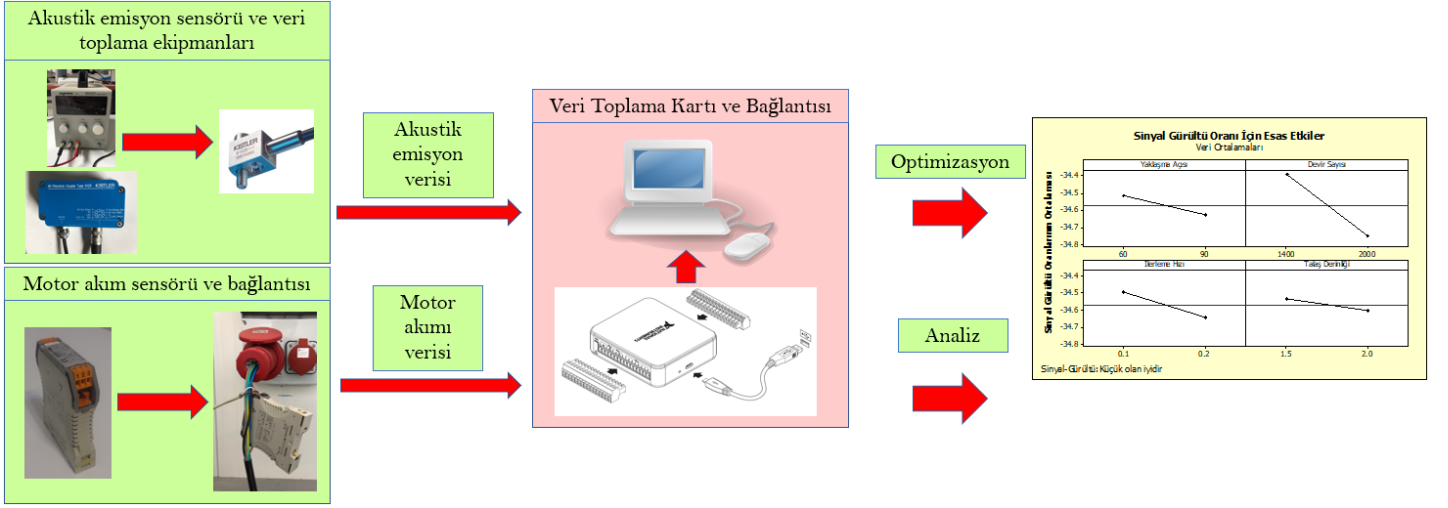 Akustik emisyon sensörü ve veri
toplama ekipmanları
KISTLER
KISTLER
Motor akım sensörü ve bağlantısı
Akustik
emisyon
verisi
Motor
akımı
verisi
Veri Toplama Kartı ve Bağlantısı
Optimizasyon
Analiz
Sinyal Gürültü Oranı İçin Esas Etkiler
Veri Ortalamaları
Sinyal Gürültü Oranlarının Ortalaması
Yaklaşma Açısı
Devir Sayısı
-34.4
-34.5
-34.6
-34.7
-34.8
60
90
1400
2000
İlerleme Hızı
Talaş Derinliği
-34.4
-34.5
-34.6
-34.7
-34.8
0.1
0.2
1.5
2.0
Sinyal-Gürültü: Küçük olan iyidir